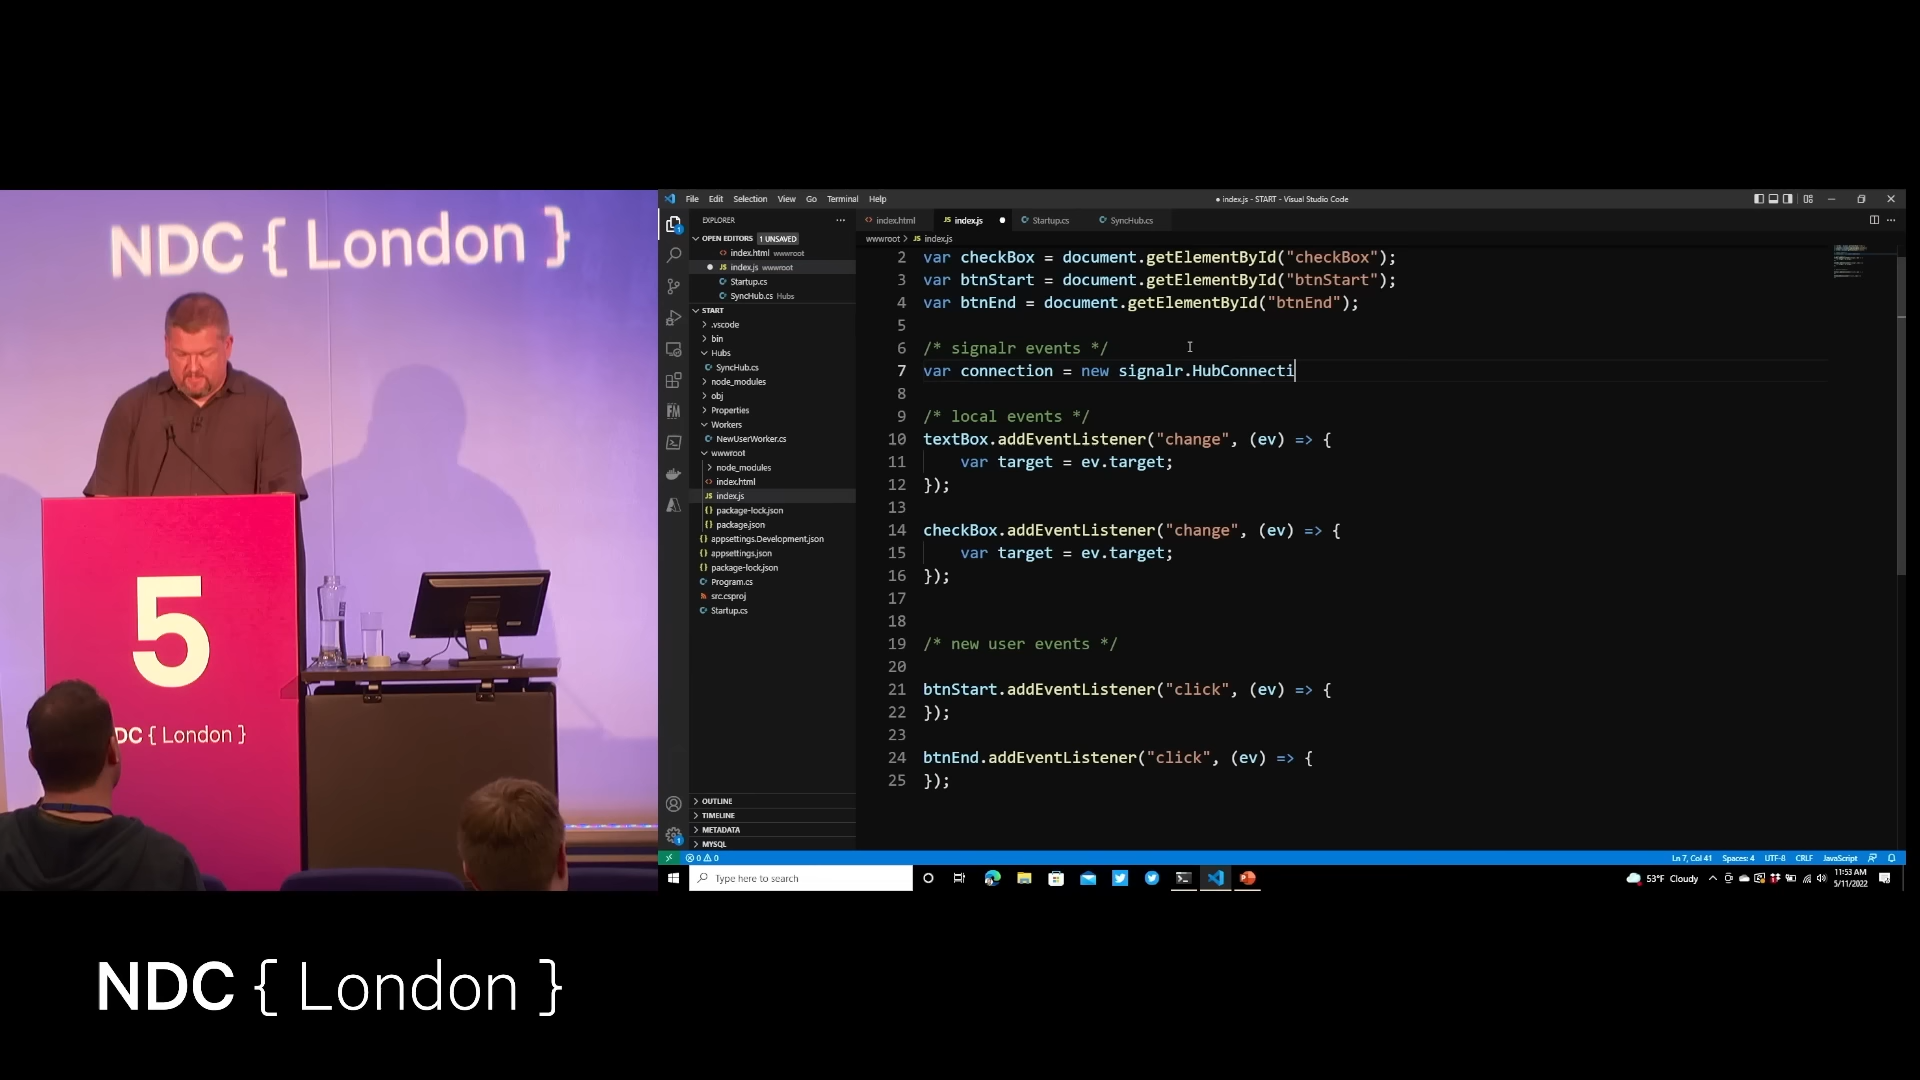 NDC { London }
5
DC { London }
File Edit Selection View Go Terminal Help
● index.js - START - Visual Studio Code
EXPLORER
index.html
JS index.js ●
Startup.cs
SyncHub.cs
OPEN EDITORS 1 UNSAVED
index.html wwwroot
index.js wwwroot
Startup.cs
SyncHub.cs Hubs
START
.vscode
bin
Hubs
SyncHub.cs
node_modules
obj
Properties
Workers
NewUserWorker.cs
wwwroot
node_modules
index.html
JS index.js
package-lock.json
package.json
appsettings.Development.json
appsettings.json
package-lock.json
Program.cs
src.csproj
Startup.cs
OUTLINE
TIMELINE
METADATA
MYSQL
wwwroot > JS index.js
2 var checkBox = document.getElementById("checkBox");
3 var btnStart = document.getElementById("btnStart");
4 var btnEnd = document.getElementById("btnEnd");
5
6 /* signalr events */
7 var connection = new signalr.HubConnecti
8
9 /* local events */
10 textBox.addEventListener("change", (ev) => {
11 var target = ev.target;
12 });
13
14 checkBox.addEventListener("change", (ev) => {
15 var target = ev.target;
16 });
17
18
19 /* new user events */
20
21 btnStart.addEventListener("click", (ev) => {
22 });
23
24 btnEnd.addEventListener("click", (ev) => {
25 });
0 0
Ln 7, Col 41 Spaces: 4 UTF-8 CRLF JavaScript
Type here to search
53°F Cloudy
11:53 AM
5/11/2022
NDC { London }